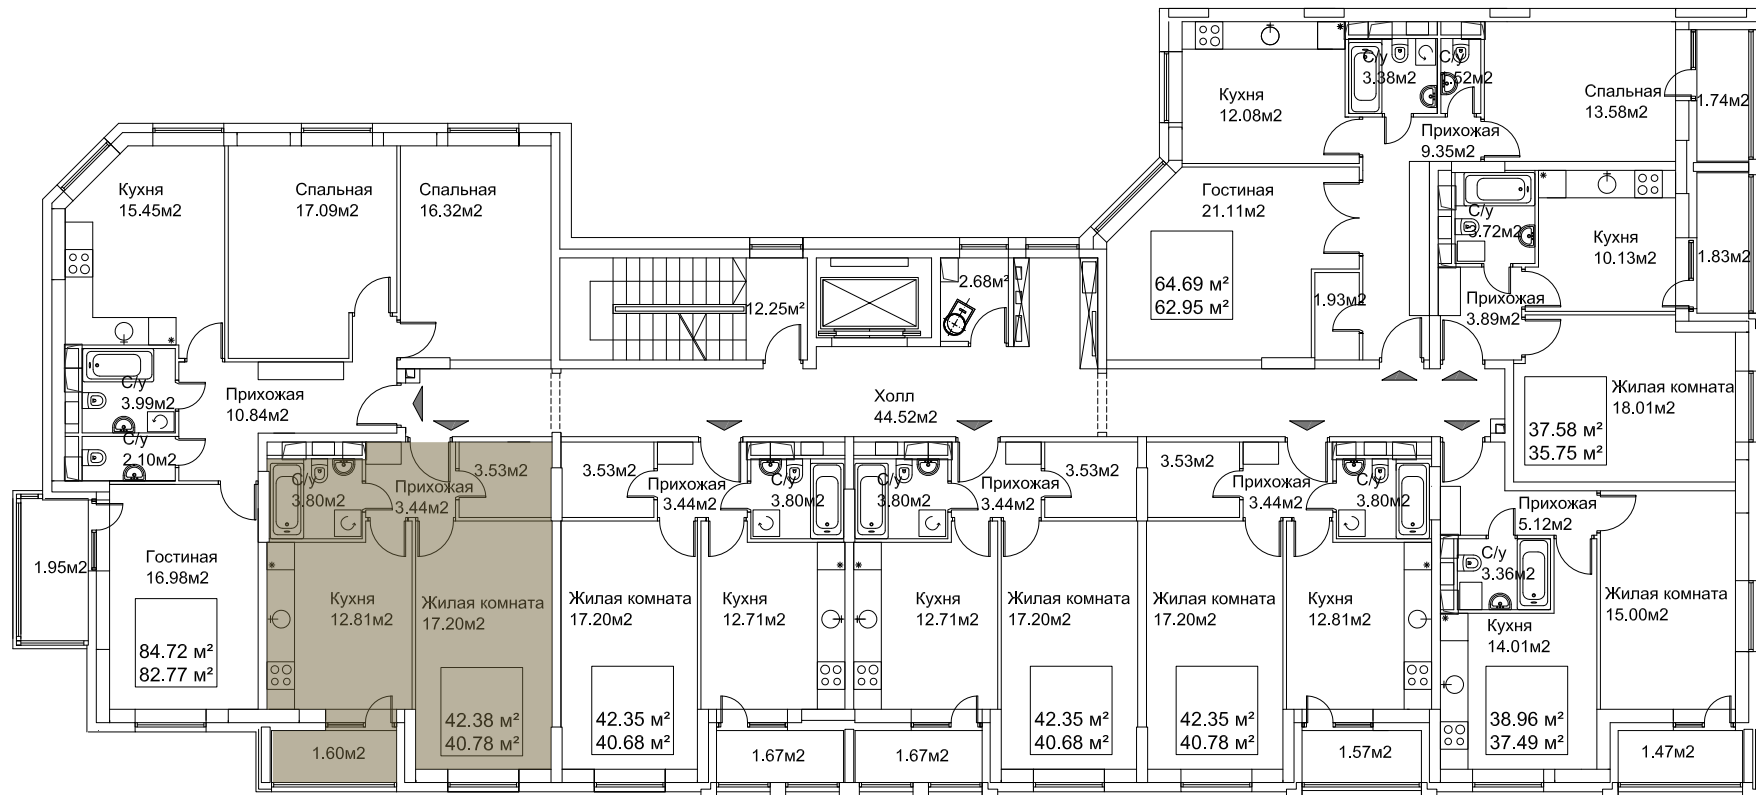 С/у
3.38м2
С/у
.52м2
Кухня
12.08м2
Спальная
13.58м2
1.74м2
Прихожая
9.35м2
Кухня
15.45м2
Спальная
17.09м2
Спальная
16.32м2
Гостиная
21.11м2
С/у
3.72м2
Кухня
10.13м2
1.83м2
64.69 м²
62.95 м²
1.93м2
2.68м²
12.25м²
Прихожая
3.89м2
С/у
3.99м2
Прихожая
10.84м2
Холл
44.52м2
Жилая комната
18.01м2
37.58 м²
35.75 м²
С/у
2.10м2
С/у
3.80м2
Прихожая
3.44м2
3.53м2
3.53м2
Прихожая
3.44м2
С/у
3.80м2
С/у
3.80м2
Прихожая
3.44м2
3.53м2
3.53м2
Прихожая
3.44м2
С/у
3.80м2
Прихожая
5.12м2
С/у
3.36м2
1.95м2
Гостиная
16.98м2
84.72 м²
82.77 м²
Кухня
12.81м2
Жилая комната
17.20м2
Жилая комната
17.20м2
Кухня
12.71м2
Кухня
12.71м2
Жилая комната
17.20м2
Жилая комната
17.20м2
Кухня
12.81м2
Кухня
14.01м2
Жилая комната
15.00м2
42.38 м²
40.78 м²
42.35 м²
40.68 м²
42.35 м²
40.68 м²
42.35 м²
40.78 м²
38.96 м²
37.49 м²
1.60м2
1.67м2
1.67м2
1.57м2
1.47м2